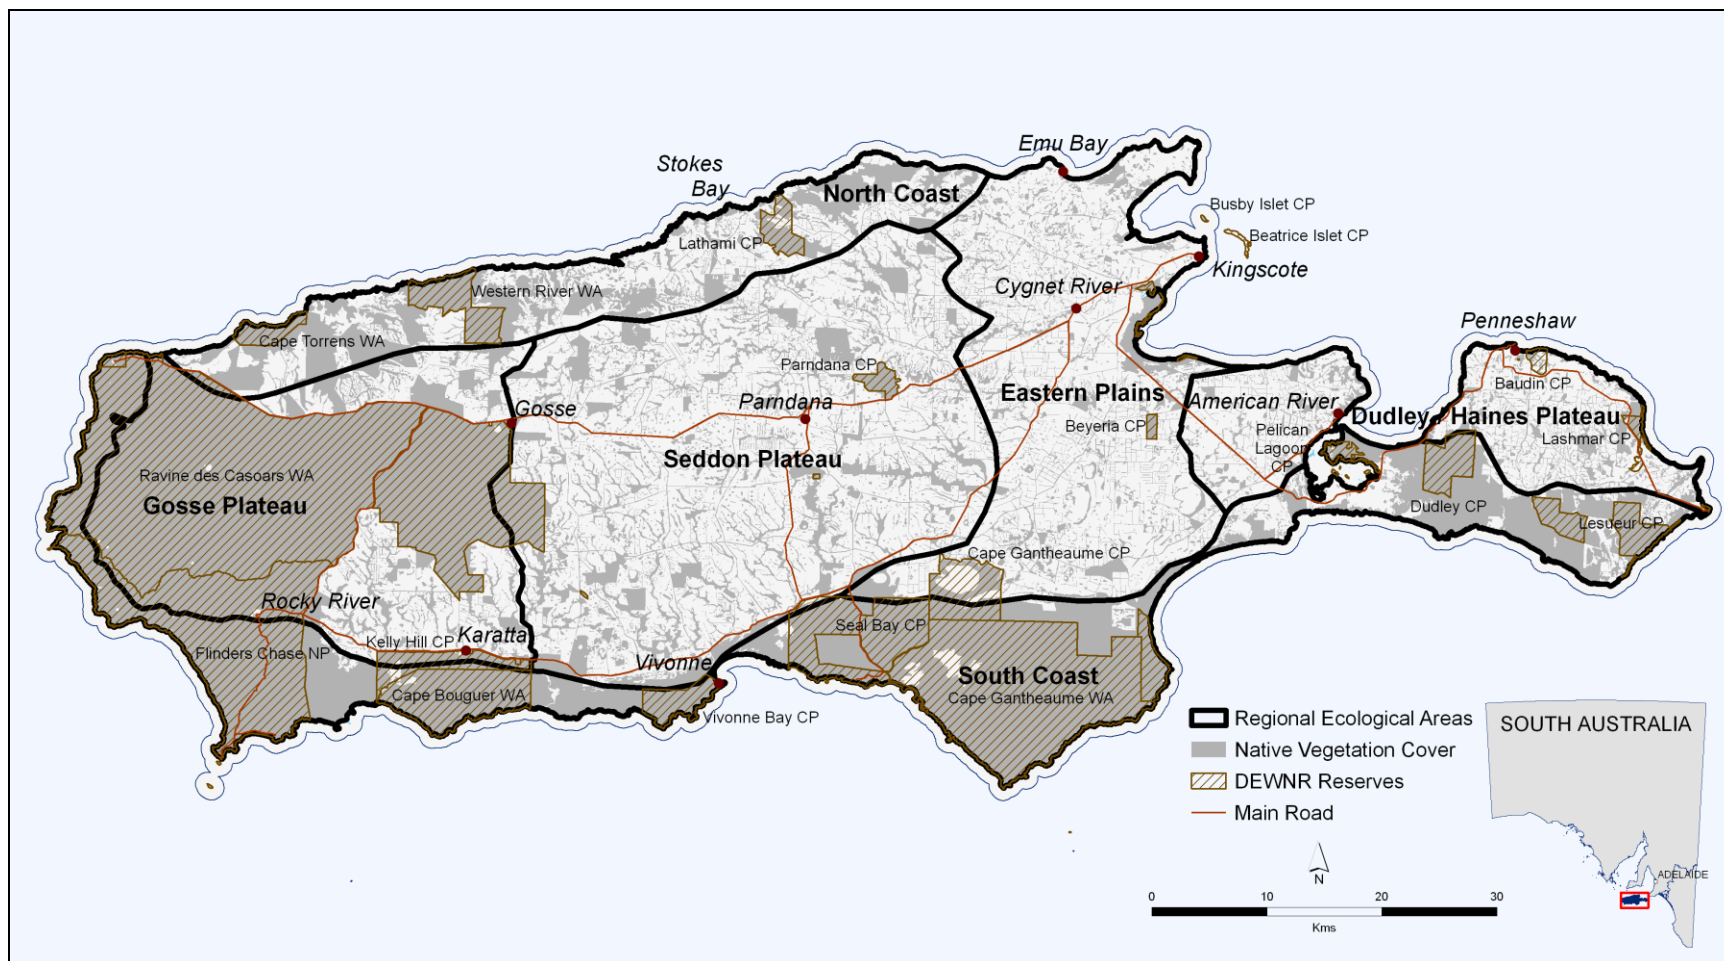 Emu Bay
Stokes
Bay
North Coast
Busby Islet CP
Beatrice Islet CP
Lathami CP
Kingscote
Western River WA
Cygnet River
Cape Torrens WA
Penneshaw
Parndana CP
Baudin CP
Eastern Plains
Gosse
Parndana
American River
Dudley / Haines Plateau
Beyeria CP
Pelican
Lagoon
CP
Lashmar CP
Seddon Plateau
Ravine des Casoars WA
Gosse Plateau
Dudley CP
Lesueur CP
Cape Gantheaume CP
Rocky River
Seal Bay CP
Kelly Hill CP
Karatta
Flinders Chase NP
Vivonne
South Coast
Cape Gantheaume WA
Cape Bouguer WA
Vivonne Bay CP
Regional Ecological Areas
Native Vegetation Cover
DEWNR Reserves
Main Road
N
0 10 20 30
Kms
SOUTH AUSTRALIA
ADELAIDE